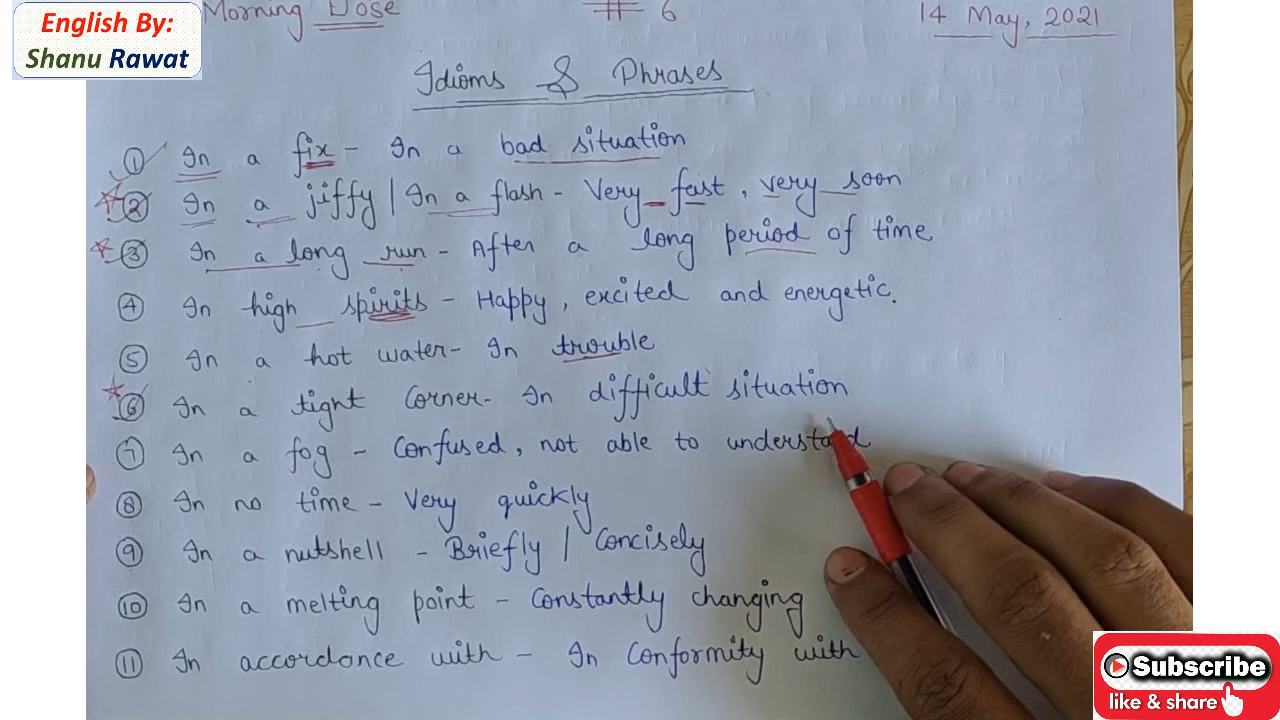 English By:
Shanu Rawat
Morning Dose # 6 14 May, 2021
Idioms & Phrases
① In a fix - In a bad situation
② In a jiffy / In a flash - Very fast, very soon
③ In a long run - After a long period of time
④ In high spirits - Happy, excited and energetic.
⑤ In a hot water - In trouble
⑥ In a tight corner - In difficult situation
⑦ In a fog - Confused, not able to understand
⑧ In no time - Very quickly
⑨ In a nutshell - Briefly / Concisely
⑩ In a melting point - Constantly changing
⑪ In accordance with - In conformity with
Subscribe
like & share